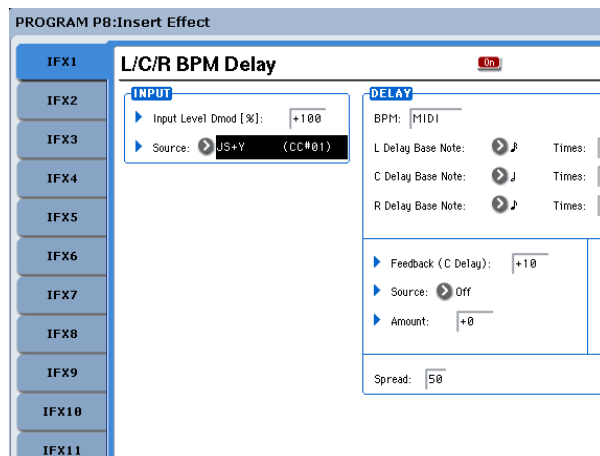 PROGRAM P8:Insert Effect
IFX1
IFX2
IFX3
IFX4
IFX5
IFX6
IFX7
IFX8
IFX9
IFX10
IFX11
L/C/R BPM Delay
On
INPUT
Input Level Dmod [%]: +100
Source: JS+Y (CC#01)
DELAY
BPM: MIDI
L Delay Base Note: Times:
C Delay Base Note: Times:
R Delay Base Note: Times:
Feedback (C Delay): +10
Source: Off
Amount: +0
Spread: 50